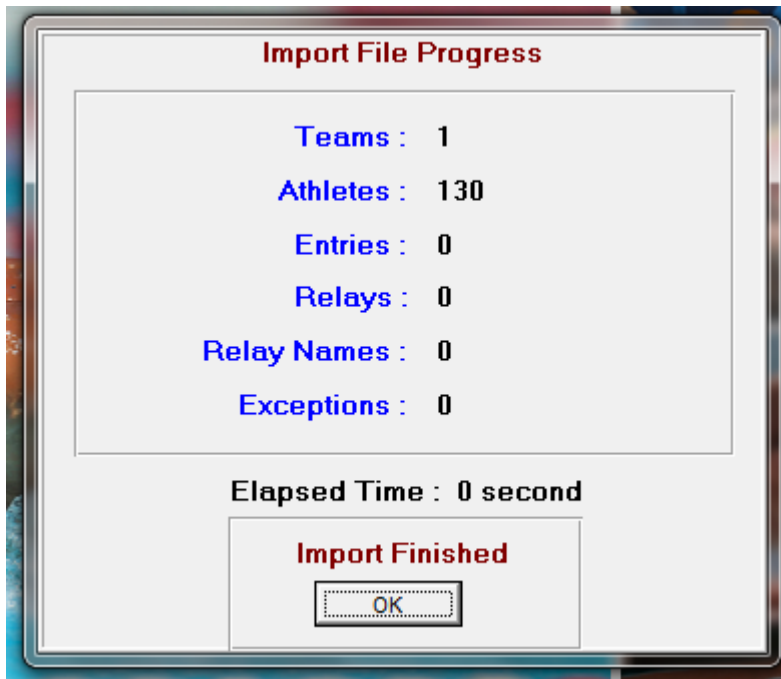 Import File Progress
Teams : 1
Athletes : 130
Entries : 0
Relays : 0
Relay Names : 0
Exceptions : 0
Elapsed Time : 0 second
Import Finished
OK